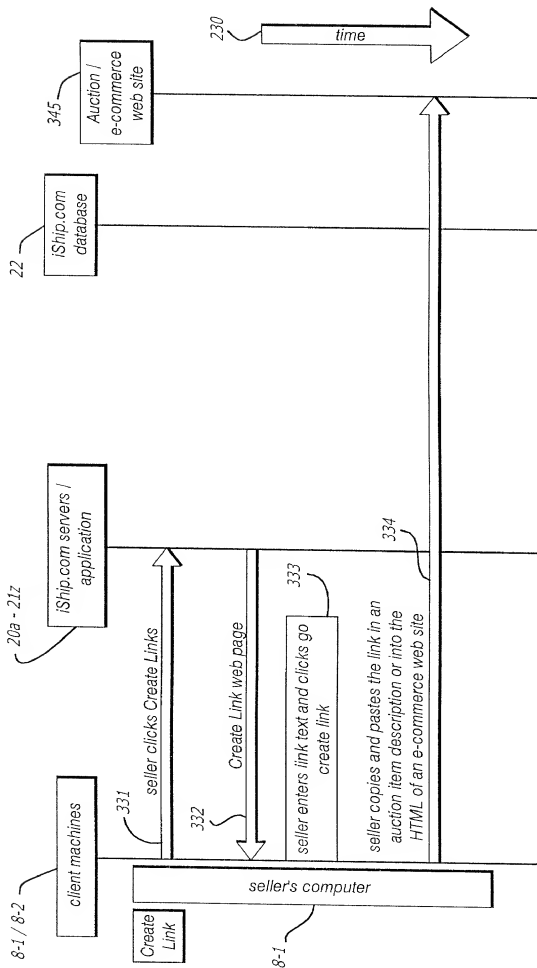 8-1 / 8-2
client machines
20a - 21z
iShip.com servers /
application
22
iShip.com
database
345
Auction /
e-commerce
web site
Create
Link
331
seller clicks Create Links
230
time
332
Create Link web page
333
seller enters link text and clicks go
create link
334
seller copies and pastes the link in an
auction item description or into the
HTML of an e-commerce web site
seller's computer
8-1